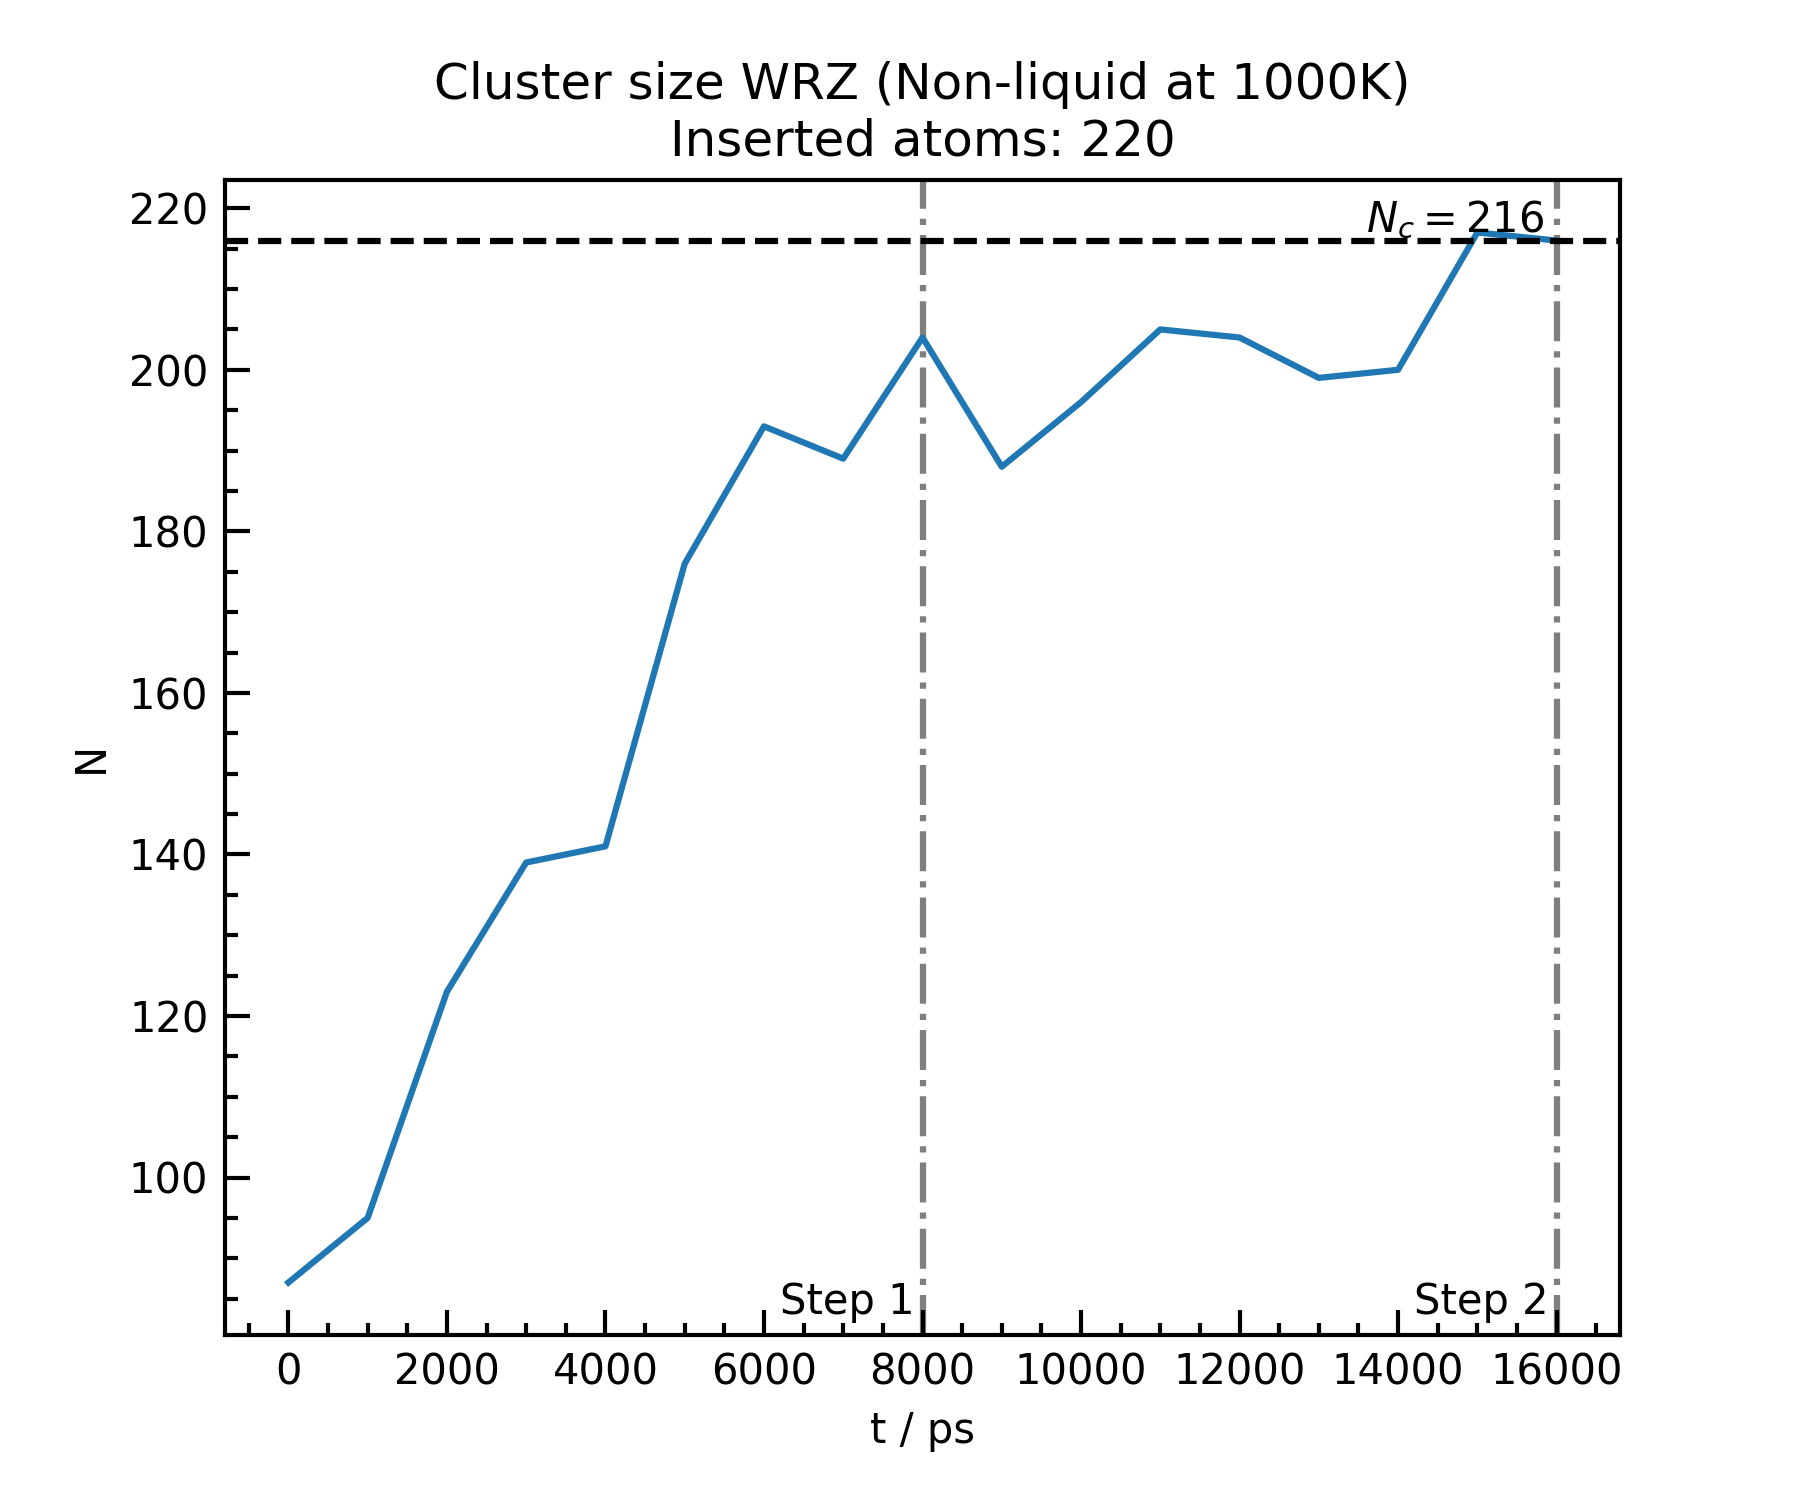 Cluster size WRZ (Non-liquid at 1000K)
Inserted atoms: 220
220
200
180
160
140
120
100
N
N_c = 216
Step 1
Step 2
0 2000 4000 6000 8000 10000 12000 14000 16000
t / ps